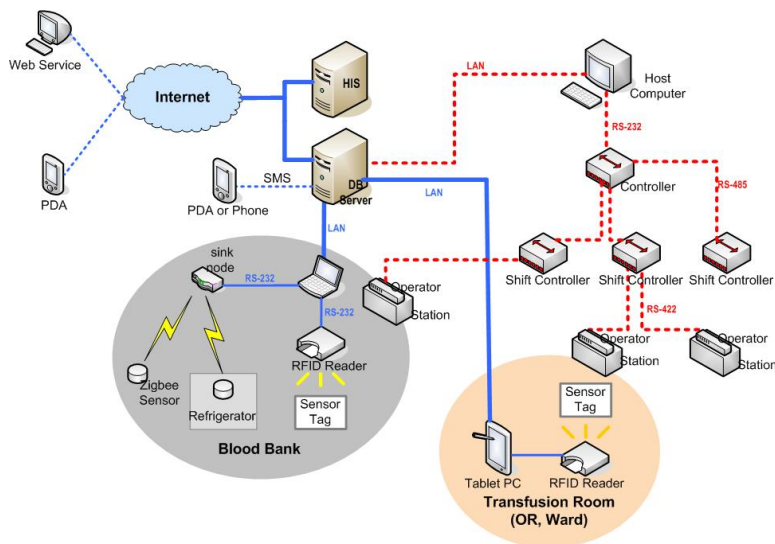 Web Service
Internet
HIS
LAN
Host
Computer
RS-232
PDA
SMS
PDA or Phone
DB
Server
LAN
Controller
RS-485
LAN
sink
node
RS-232
Operator
Station
Shift Controller
Shift Controller
Shift Controller
RS-232
RS-422
RFID Reader
Operator
Station
Operator
Station
Zigbee
Sensor
Refrigerator
Sensor
Tag
Blood Bank
Sensor
Tag
Tablet PC
RFID Reader
Transfusion Room
(OR, Ward)